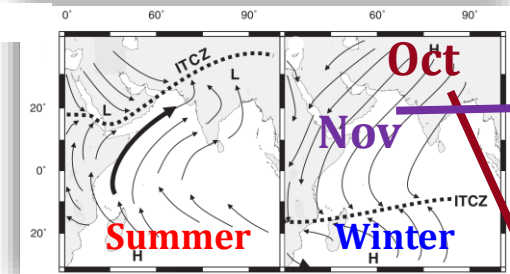 0° 60° 90° 60° 90°
ITCZ
H
Oct
L
L
20°
Nov
0°
ITCZ
20°
Summer
Winter
H
H